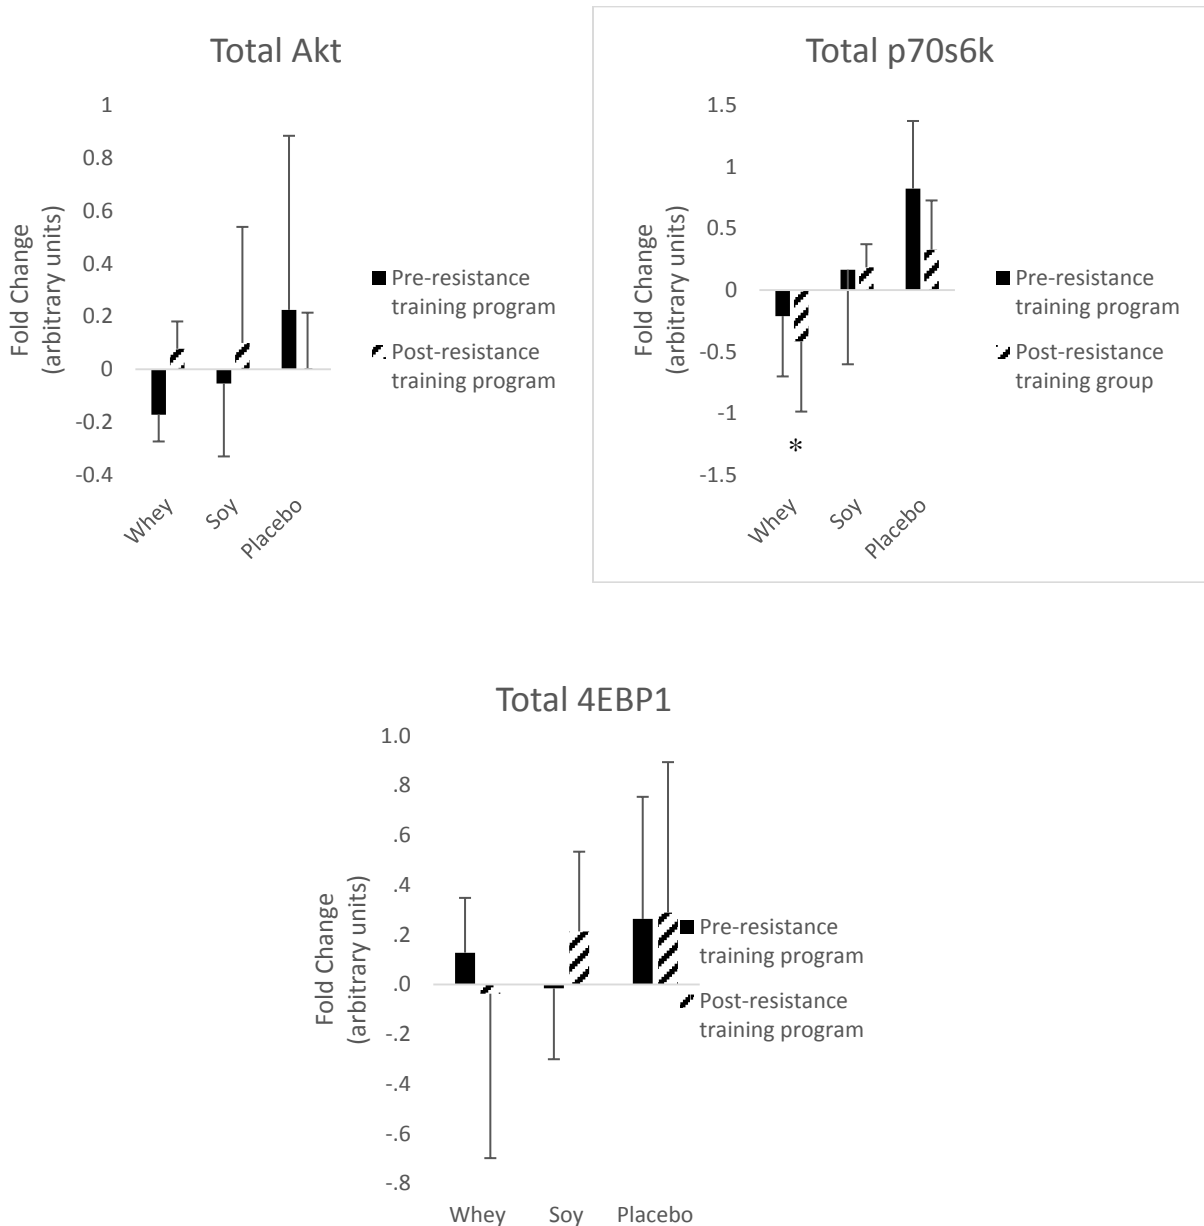 Total Akt
1
0.8
0.6
0.4
0.2
0
-0.2
-0.4
Fold Change
(arbitrary units)
Whey
Soy
Placebo
Pre-resistance
training program
Post-resistance
training program
Total p70s6k
1.5
1
0.5
0
-0.5
-1
-1.5
Fold Change
(arbitrary units)
*
Whey
Soy
Placebo
Pre-resistance
training program
Post-resistance
training group
Total 4EBP1
1.0
.8
.6
.4
.2
.0
-.2
-.4
-.6
-.8
Fold Change
(arbitrary units)
Whey Soy Placebo
Pre-resistance
training program
Post-resistance
training program